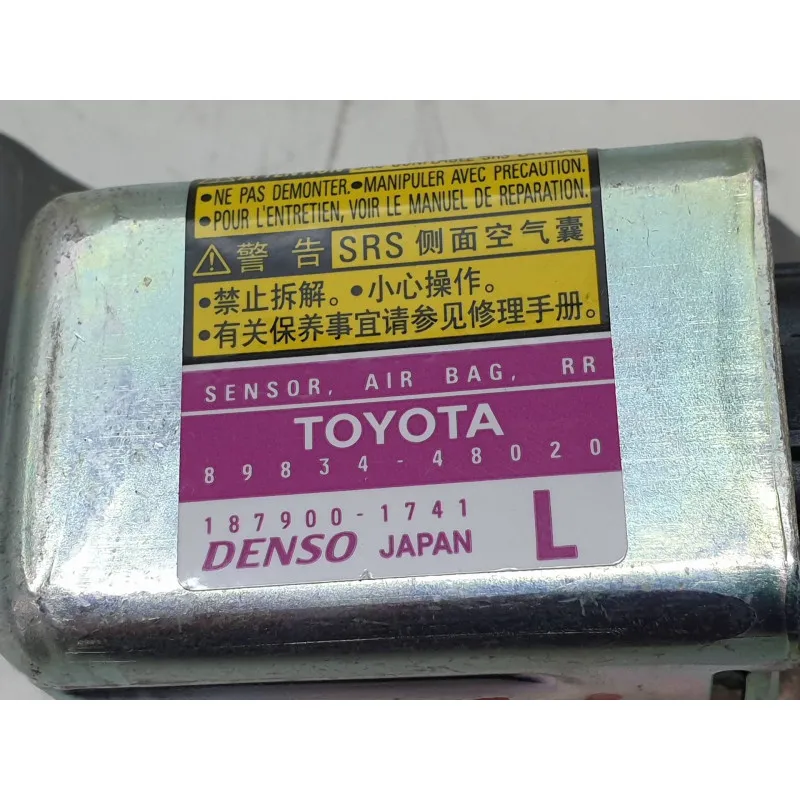 •NE PAS DEMONTER.•MANIPULER AVEC PRECAUTION.
•POUR L'ENTRETIEN, VOIR LE MANUEL DE REPARATION.
警告 SRS 侧面空气囊
•禁止拆解。•小心操作。
•有关保养事宜请参见修理手册。
SENSOR, AIR BAG, RR
TOYOTA
89834-48020
187900-1741
DENSO JAPAN L